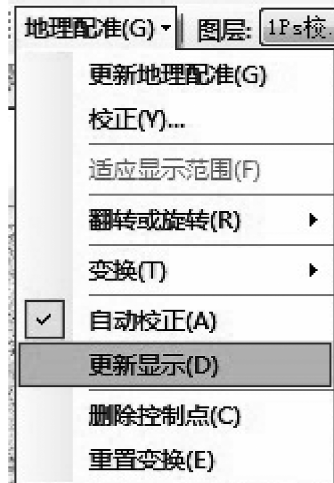 地理配准(G) 图层: 1Ps校.
更新地理配准(G)
校正(Y)...
适应显示范围(F)
翻转或旋转(R)
变换(T)
自动校正(A)
更新显示(D)
删除控制点(C)
重置变换(E)